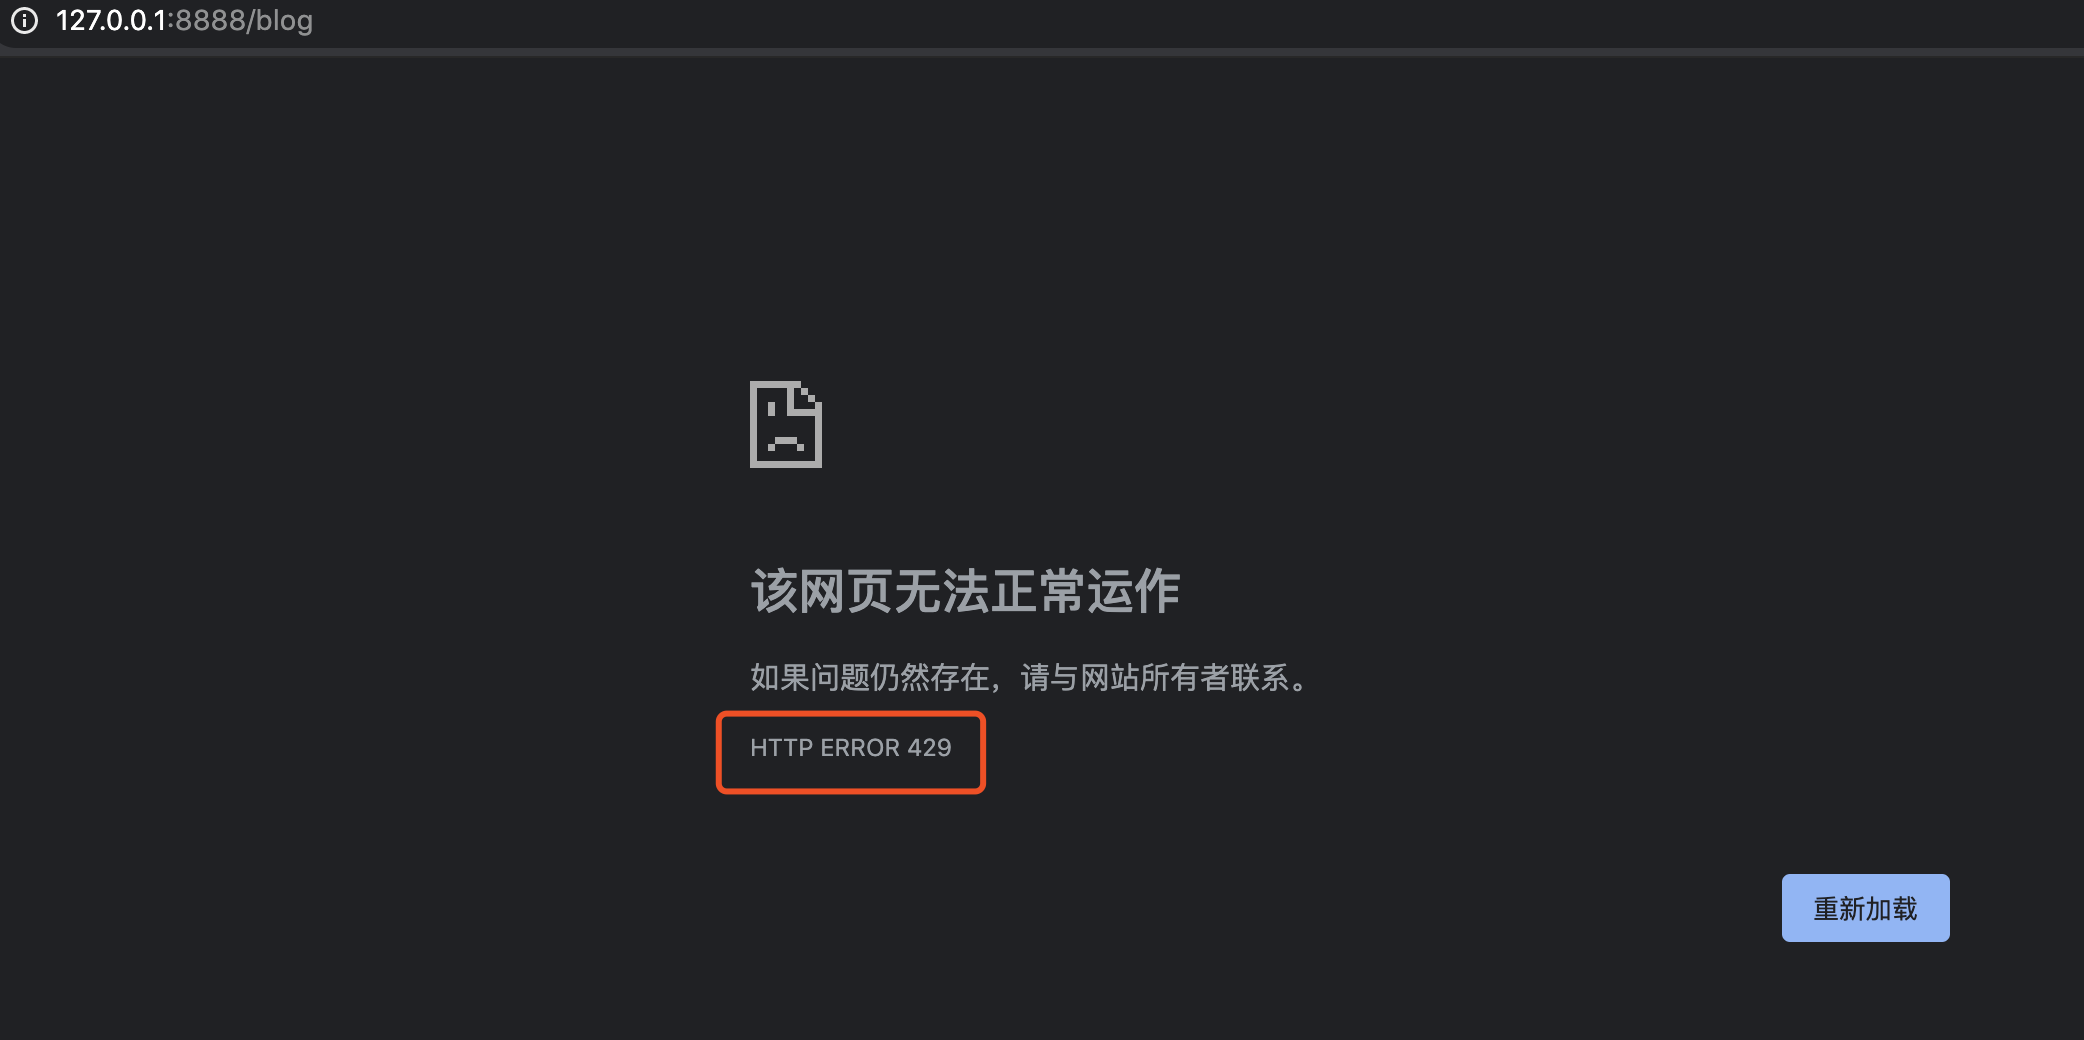 127.0.0.1:8888/blog
该网页无法正常运作
如果问题仍然存在，请与网站所有者联系。
HTTP ERROR 429
重新加载